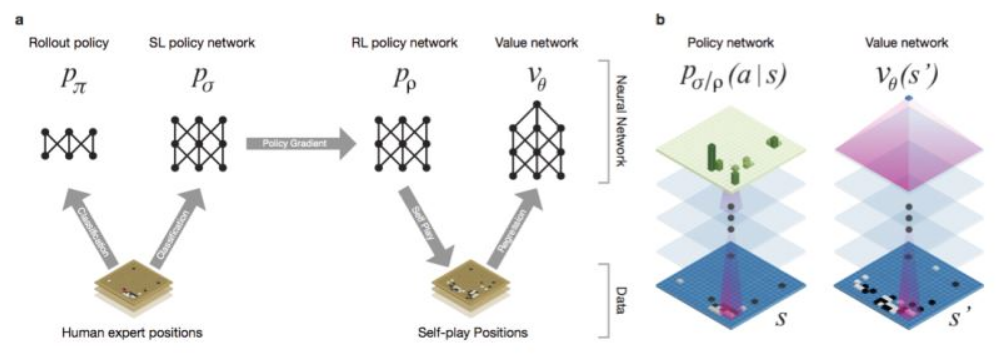 a
Rollout policy
SL policy network
RL policy network
Value network
pπ
pσ
pρ
vθ
Policy Gradient
Classification
Classification
Self Play
Regression
Neural Network
Data
Human expert positions
Self-play Positions
b
Policy network
Value network
pσ/ρ (a|s)
vθ(s’)
s
s’